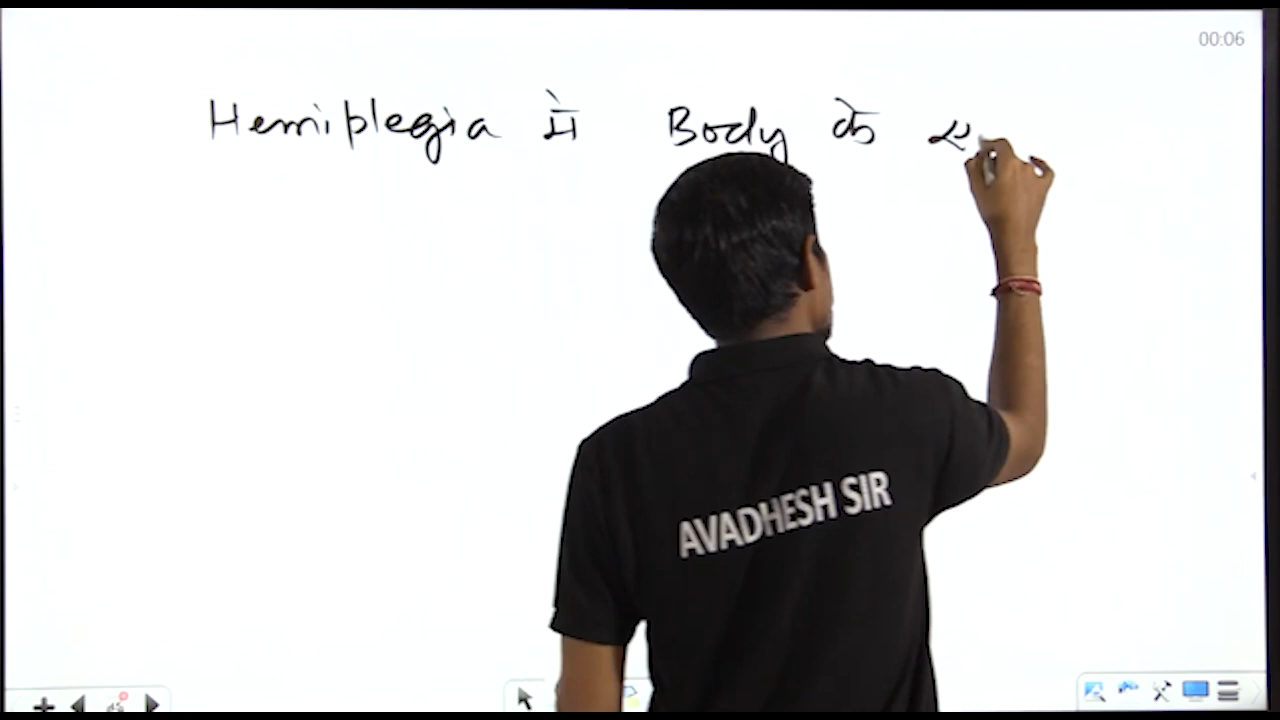 00:06
Hemiplegia में Body के ए
AVADHESH SIR